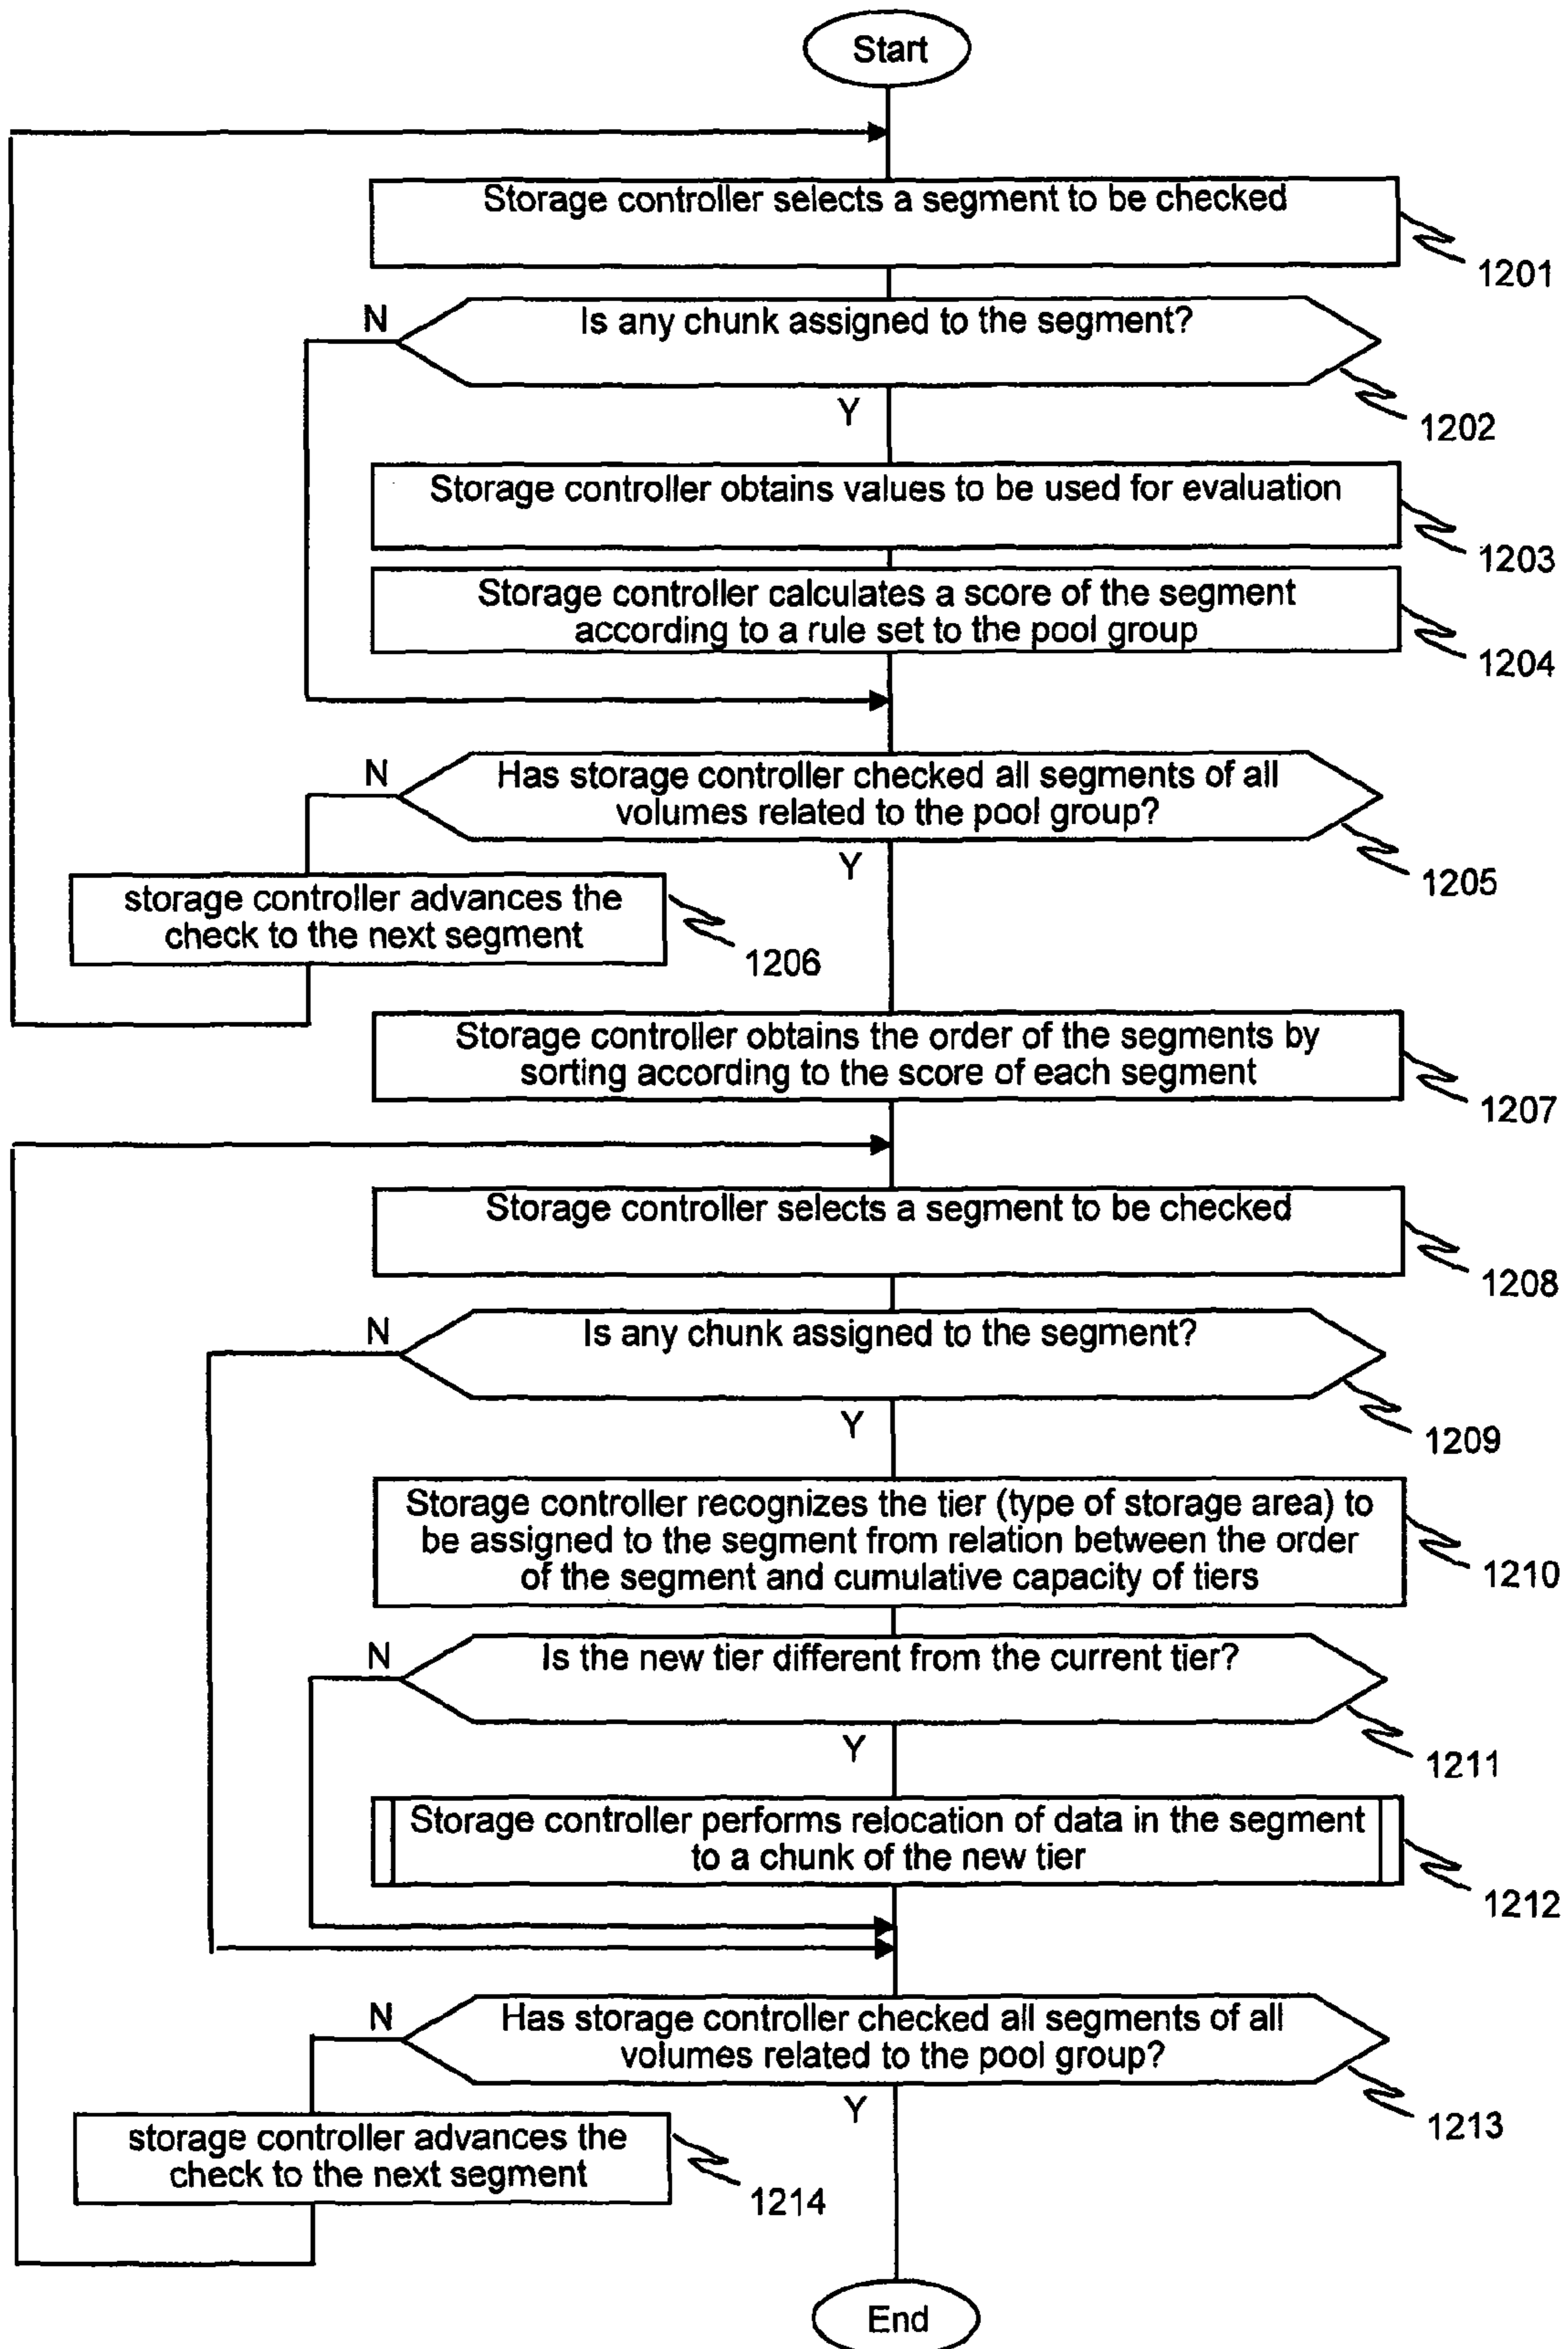 Start
Storage controller selects a segment to be checked
1201
N
Is any chunk assigned to the segment?
1202
Y
Storage controller obtains values to be used for evaluation
1203
Storage controller calculates a score of the segment
according to a rule set to the pool group
1204
N
Has storage controller checked all segments of all
volumes related to the pool group?
1205
Y
storage controller advances the
check to the next segment
1206
Storage controller obtains the order of the segments by
sorting according to the score of each segment
1207
Storage controller selects a segment to be checked
1208
N
Is any chunk assigned to the segment?
1209
Y
Storage controller recognizes the tier (type of storage area) to
be assigned to the segment from relation between the order
of the segment and cumulative capacity of tiers
1210
N
Is the new tier different from the current tier?
1211
Y
Storage controller performs relocation of data in the segment
to a chunk of the new tier
1212
N
Has storage controller checked all segments of all
volumes related to the pool group?
1213
Y
storage controller advances the
check to the next segment
1214
End